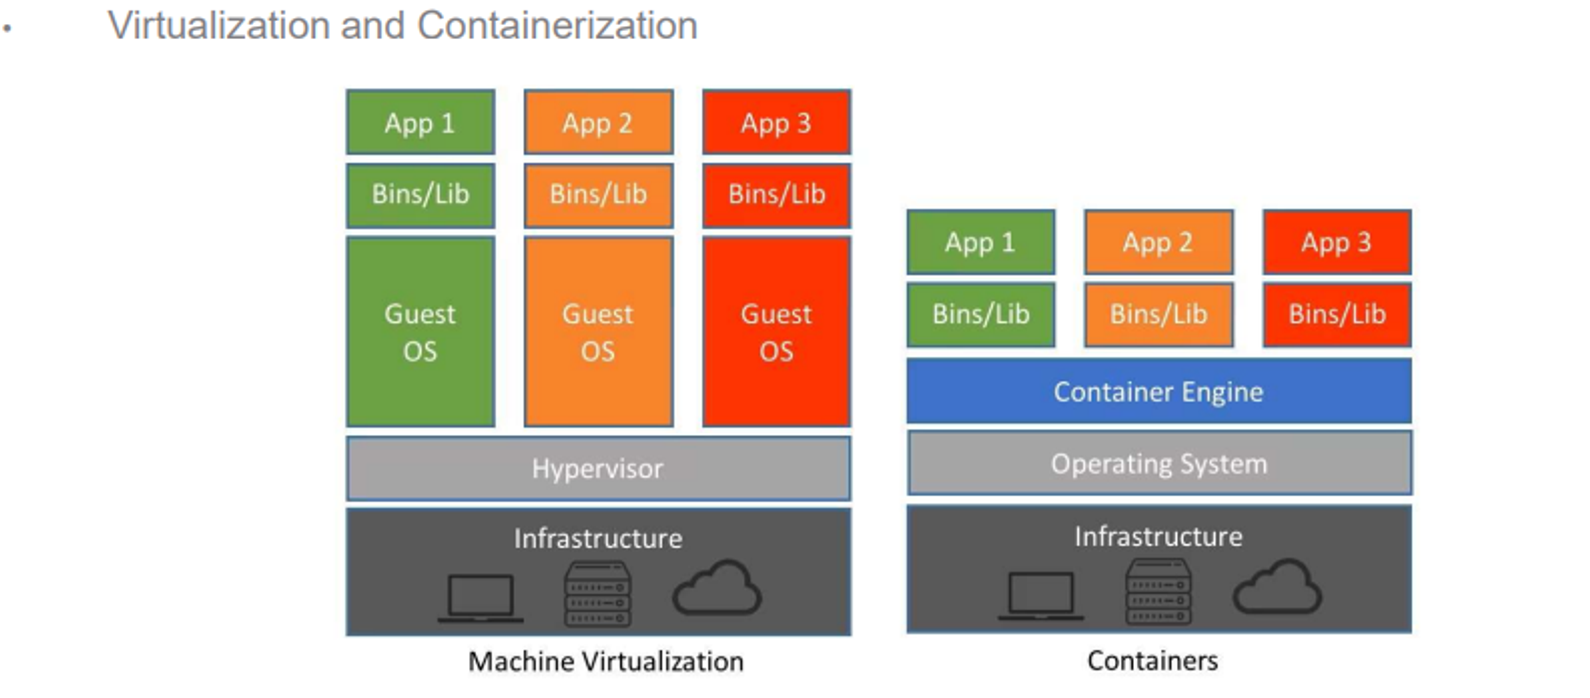 • Virtualization and Containerization
App 1 App 2 App 3
Bins/Lib Bins/Lib Bins/Lib
Guest OS Guest OS Guest OS
Hypervisor
Infrastructure
Machine Virtualization
App 1 App 2 App 3
Bins/Lib Bins/Lib Bins/Lib
Container Engine
Operating System
Infrastructure
Containers